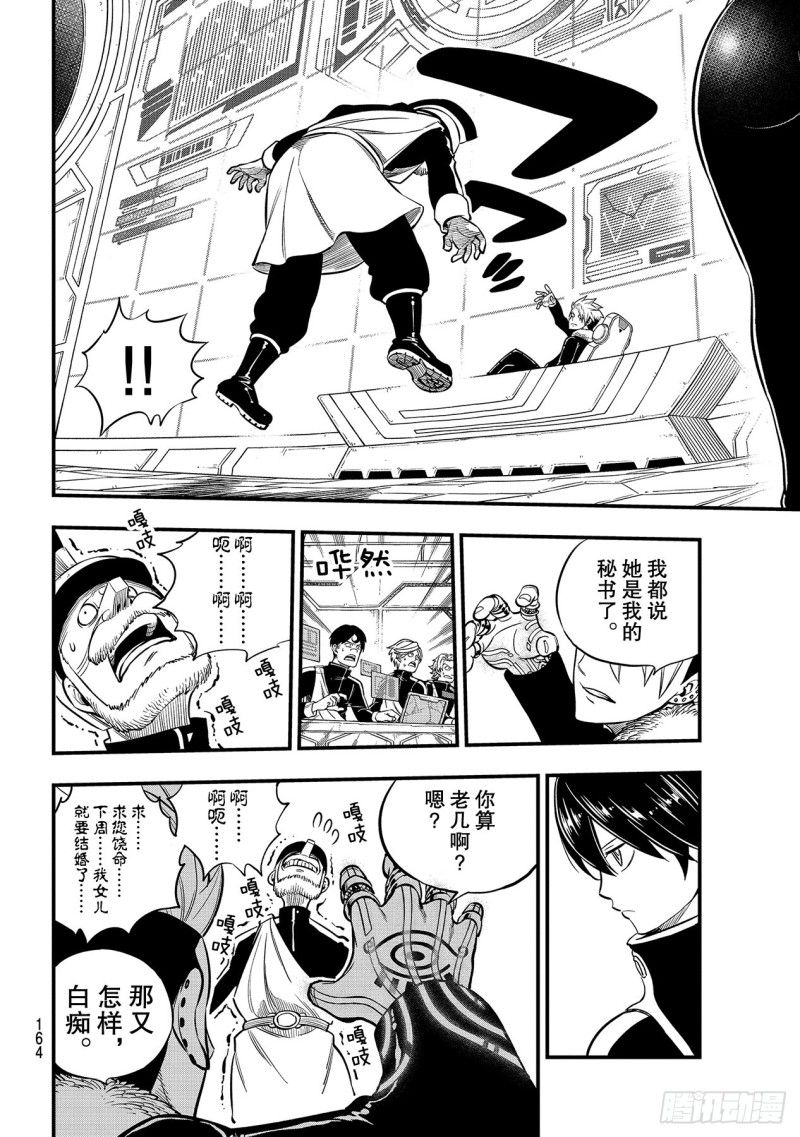 !!
我都说
她是我的
秘书了。
哗然
嘎吱
啊……啊……
呃……啊……
嘎吱
嘎吱
你算
老几啊?
嗯?
嘎吱
啊……
啊呃……
嘎吱
嘎吱
嘎吱
求……
求您饶命……
下周……我女儿
就要结婚了……
那又
怎样,
白痴。
164
腾讯动漫